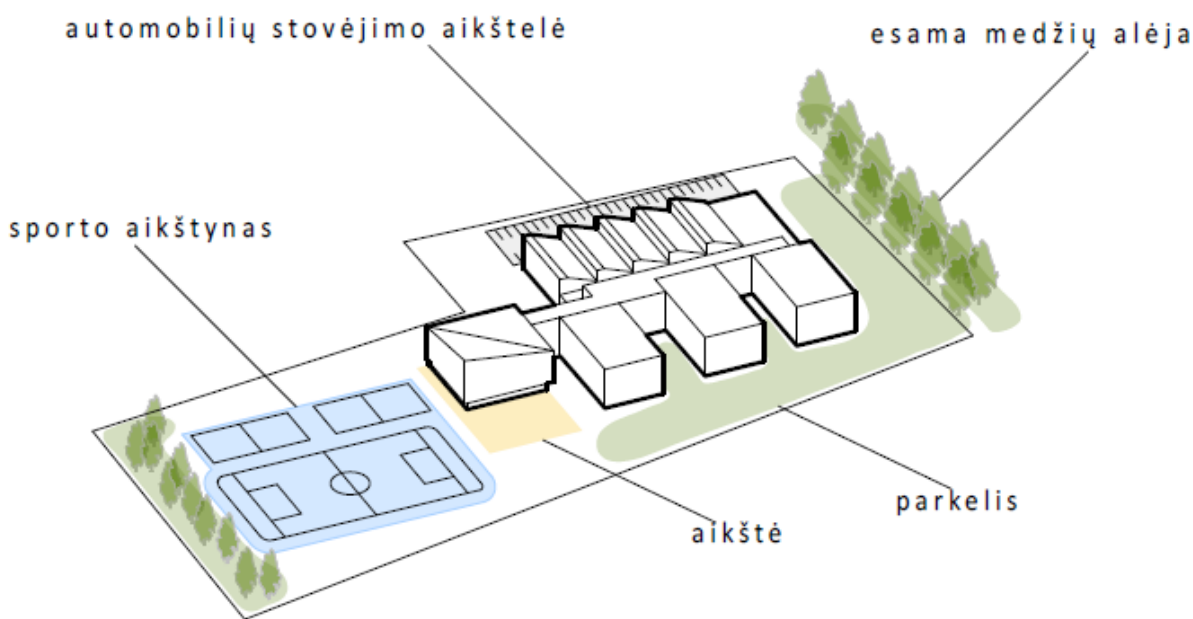 automobilių stovėjimo aikštelė
esama medžių alėja
sporto aikštynas
parkelis
aikštė